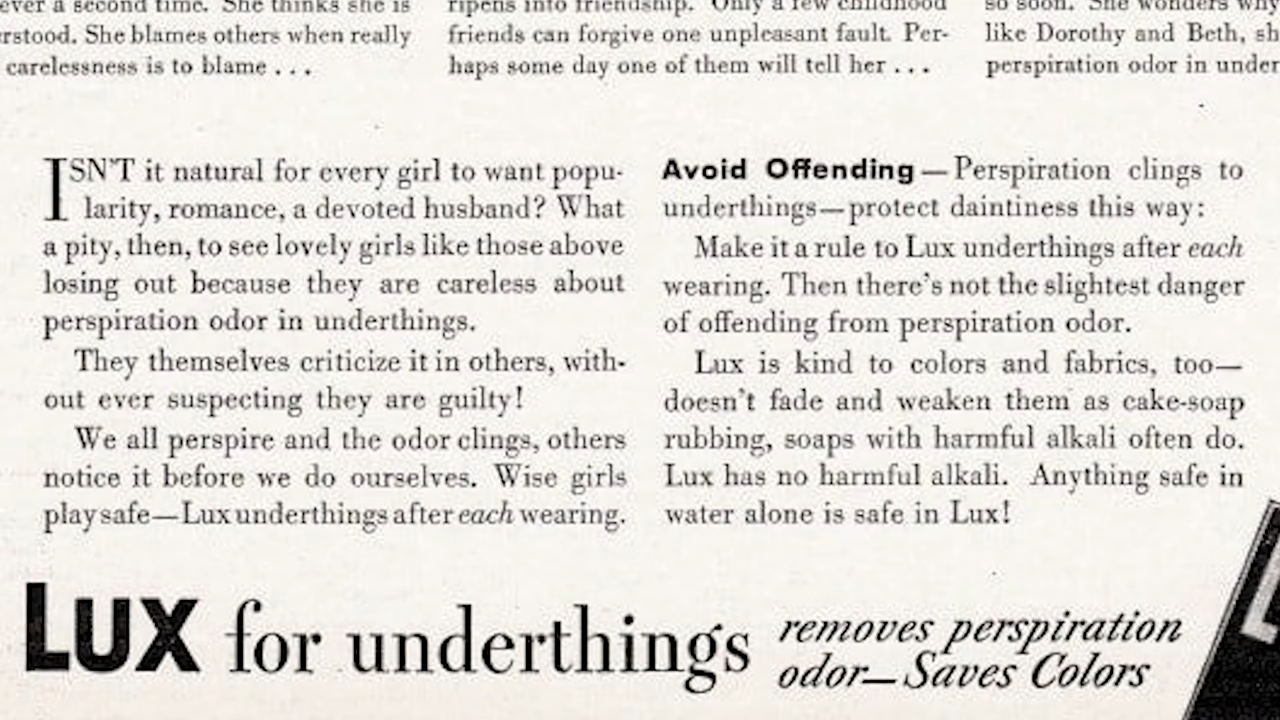 ever a second time. She thinks she is
rstood. She blames others when really
carelessness is to blame . . .
ripens into friendship. Only a few childhood
friends can forgive one unpleasant fault. Per-
haps some day one of them will tell her . . .
so soon. She wonders why
like Dorothy and Beth, sh
perspiration odor in under
ISN'T it natural for every girl to want popu-
larity, romance, a devoted husband? What
a pity, then, to see lovely girls like those above
losing out because they are careless about
perspiration odor in underthings.
They themselves criticize it in others, with-
out ever suspecting they are guilty!
We all perspire and the odor clings, others
notice it before we do ourselves. Wise girls
play safe—Lux underthings after each wearing.
Avoid Offending—Perspiration clings to
underthings—protect daintiness this way:
Make it a rule to Lux underthings after each
wearing. Then there's not the slightest danger
of offending from perspiration odor.
Lux is kind to colors and fabrics, too—
doesn't fade and weaken them as cake-soap
rubbing, soaps with harmful alkali often do.
Lux has no harmful alkali. Anything safe in
water alone is safe in Lux!
LUX for underthings
removes perspiration
odor—Saves Colors